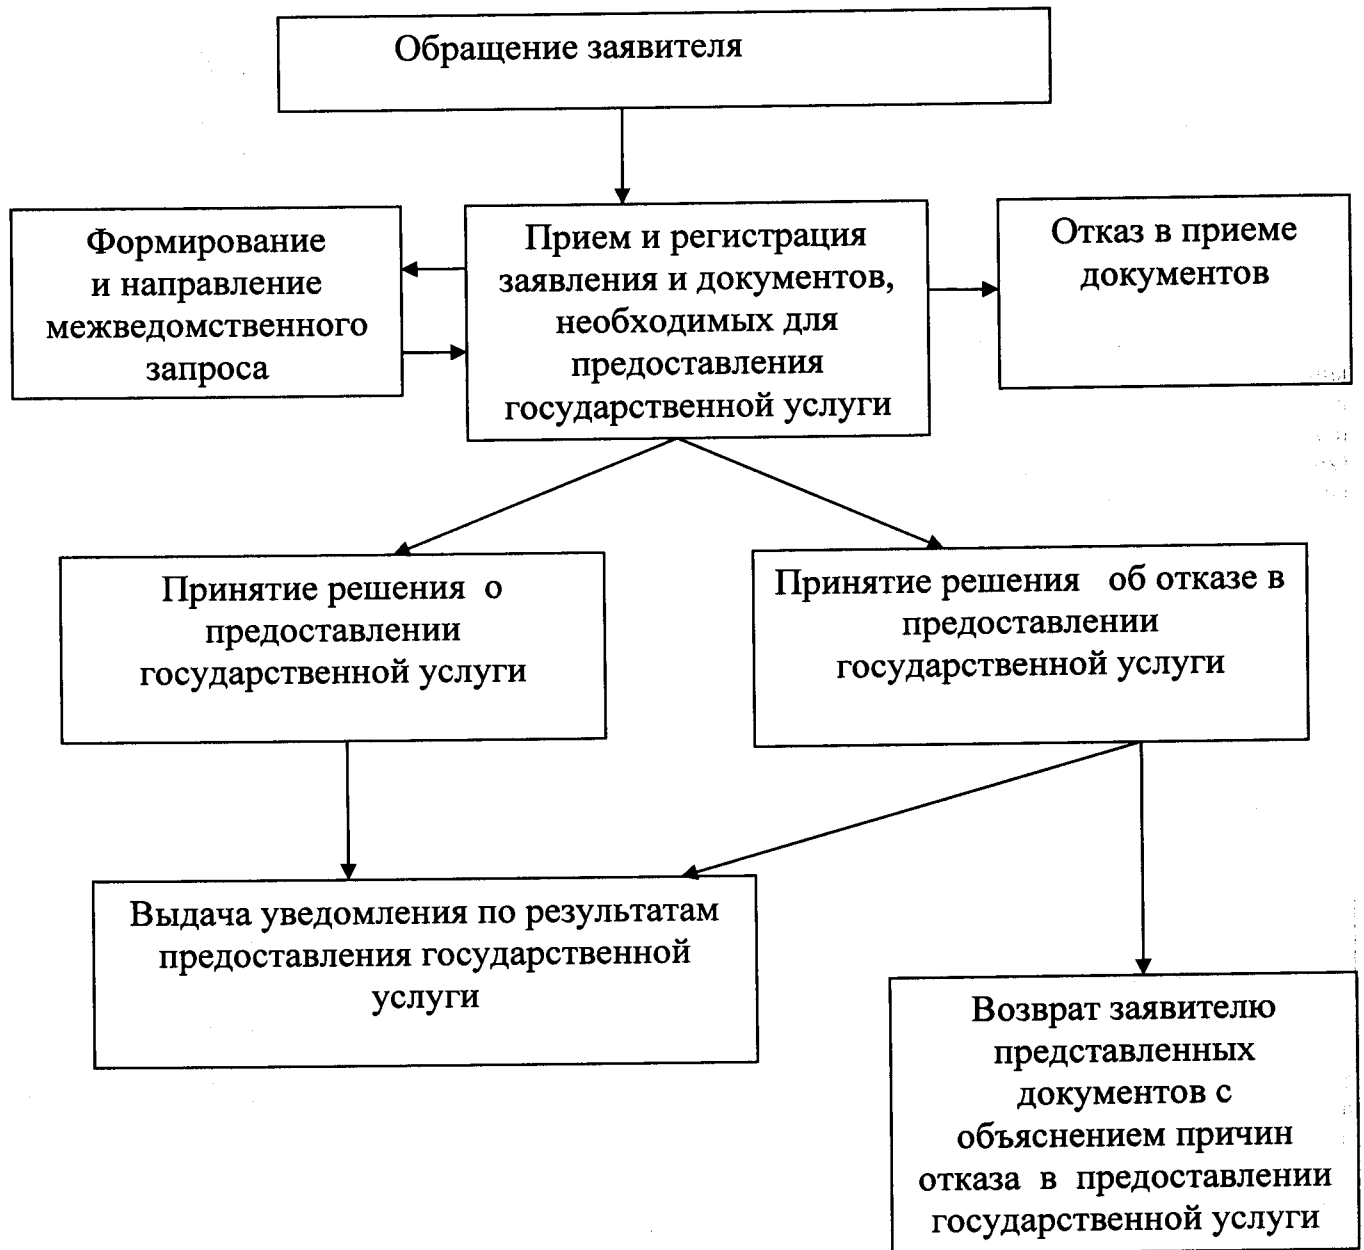 Обращение заявителя
Формирование
и направление
межведомственного
запроса
Прием и регистрация
заявления и документов,
необходимых для
предоставления
государственной услуги
Отказ в приеме
документов
Принятие решения о
предоставлении
государственной услуги
Принятие решения об отказе в
предоставлении
государственной услуги
Выдача уведомления по результатам
предоставления государственной
услуги
Возврат заявителю
представленных
документов с
объяснением причин
отказа в предоставлении
государственной услуги